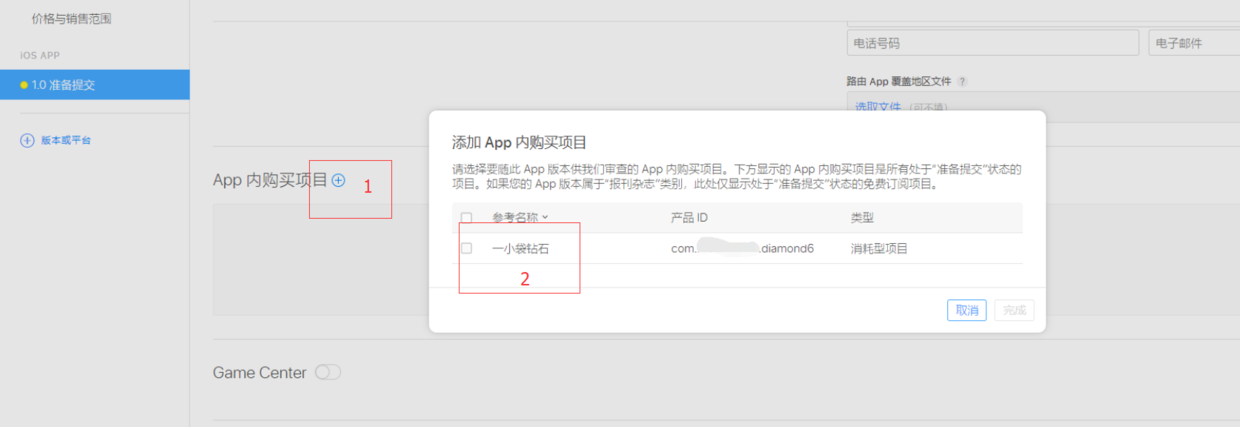 价格与销售范围
iOS APP
1.0 准备提交
版本或平台
电话号码
电子邮件
路由 App 覆盖地区文件 ?
选取文件 (可不填)
App 内购买项目
1
添加 App 内购买项目
请选择要随此 App 版本供我们审查的 App 内购买项目。下方显示的 App 内购买项目是所有处于“准备提交”状态的
项目。如果您的 App 版本属于“报刊杂志”类别，此处仅显示处于“准备提交”状态的免费订阅项目。
参考名称 产品 ID 类型
一小袋钻石 com. .diamond6 消耗型项目
2
取消 完成
Game Center